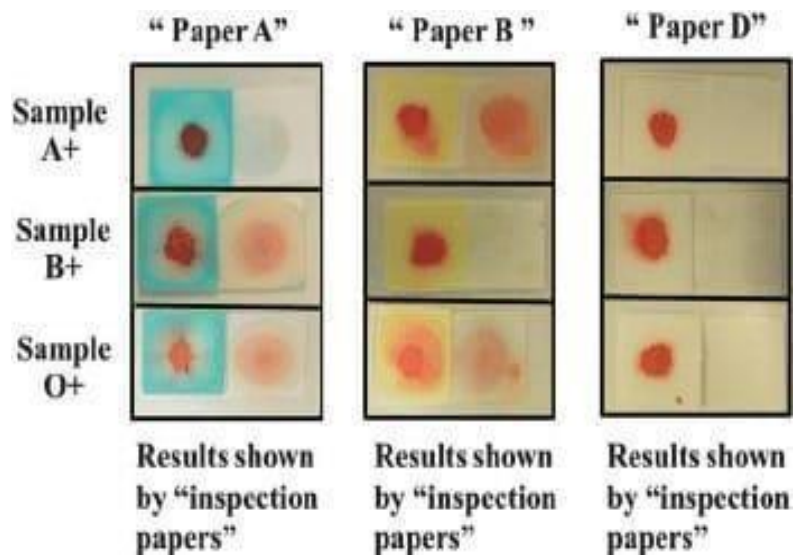 “ Paper A” “ Paper B ” “ Paper D”
Sample
A+
Sample
B+
Sample
O+
Results shown Results shown Results shown
by “inspection by “inspection by “inspection
papers” papers” papers”